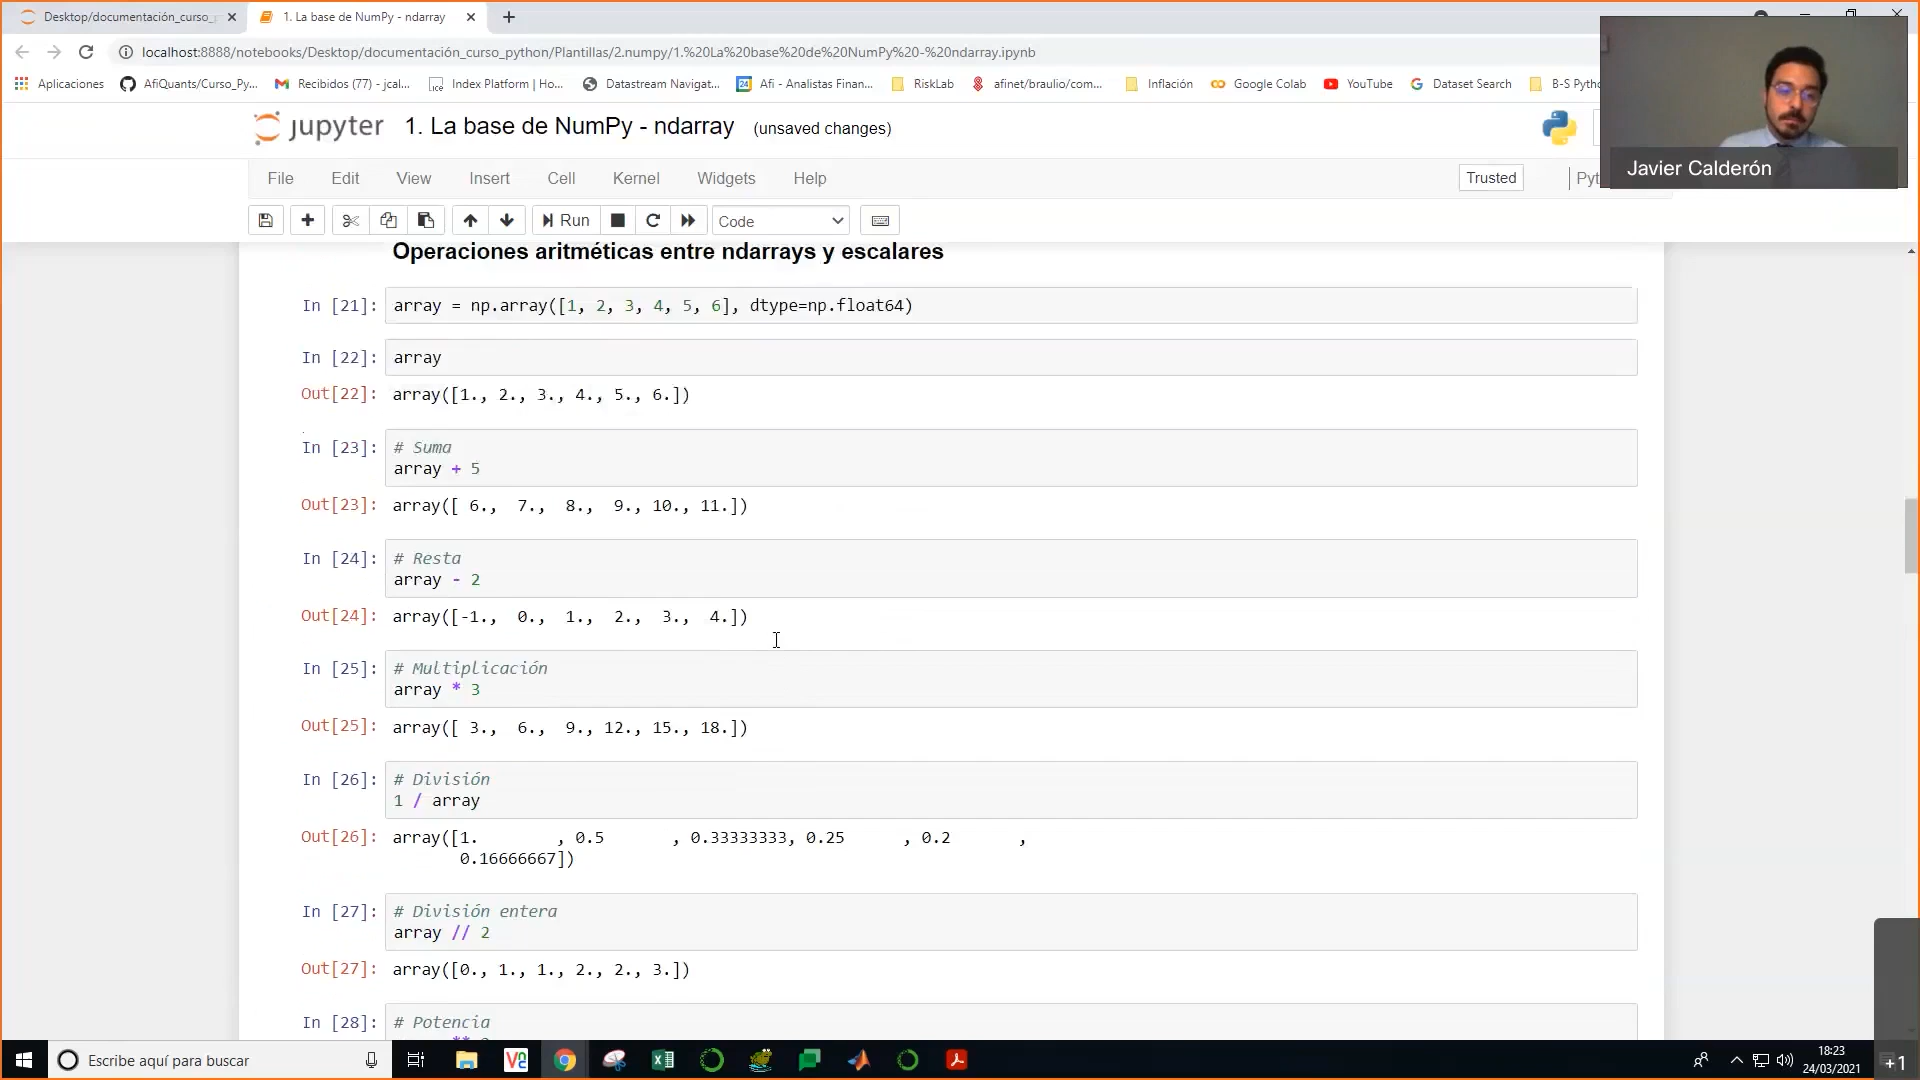 Desktop/documentación_curso_
1. La base de NumPy - ndarray
localhost:8888/notebooks/Desktop/documentación_curso_python/Plantillas/2.numpy/1.%20La%20base%20de%20NumPy%20-%20ndarray.ipynb
Aplicaciones
AfiQuants/Curso_Py...
Recibidos (77) - jcal...
Index Platform | Ho...
Datastream Navigat...
Afi - Analistas Finan...
RiskLab
afinet/braulio/com...
Inflación
Google Colab
YouTube
Dataset Search
B-S Pytho
jupyter 1. La base de NumPy - ndarray (unsaved changes)
Javier Calderón
File Edit View Insert Cell Kernel Widgets Help
Trusted
Pyt
Run
Code
Operaciones aritméticas entre ndarrays y escalares
In [21]: array = np.array([1, 2, 3, 4, 5, 6], dtype=np.float64)
In [22]: array
Out[22]: array([1., 2., 3., 4., 5., 6.])
In [23]: # Suma
array + 5
Out[23]: array([ 6.,  7.,  8.,  9., 10., 11.])
In [24]: # Resta
array - 2
Out[24]: array([-1.,  0.,  1.,  2.,  3.,  4.])
In [25]: # Multiplicación
array * 3
Out[25]: array([ 3.,  6.,  9., 12., 15., 18.])
In [26]: # División
1 / array
Out[26]: array([1.        , 0.5       , 0.33333333, 0.25      , 0.2       ,
0.16666667])
In [27]: # División entera
array // 2
Out[27]: array([0., 1., 1., 2., 2., 3.])
In [28]: # Potencia
Escribe aquí para buscar
18:23
24/03/2021
+1